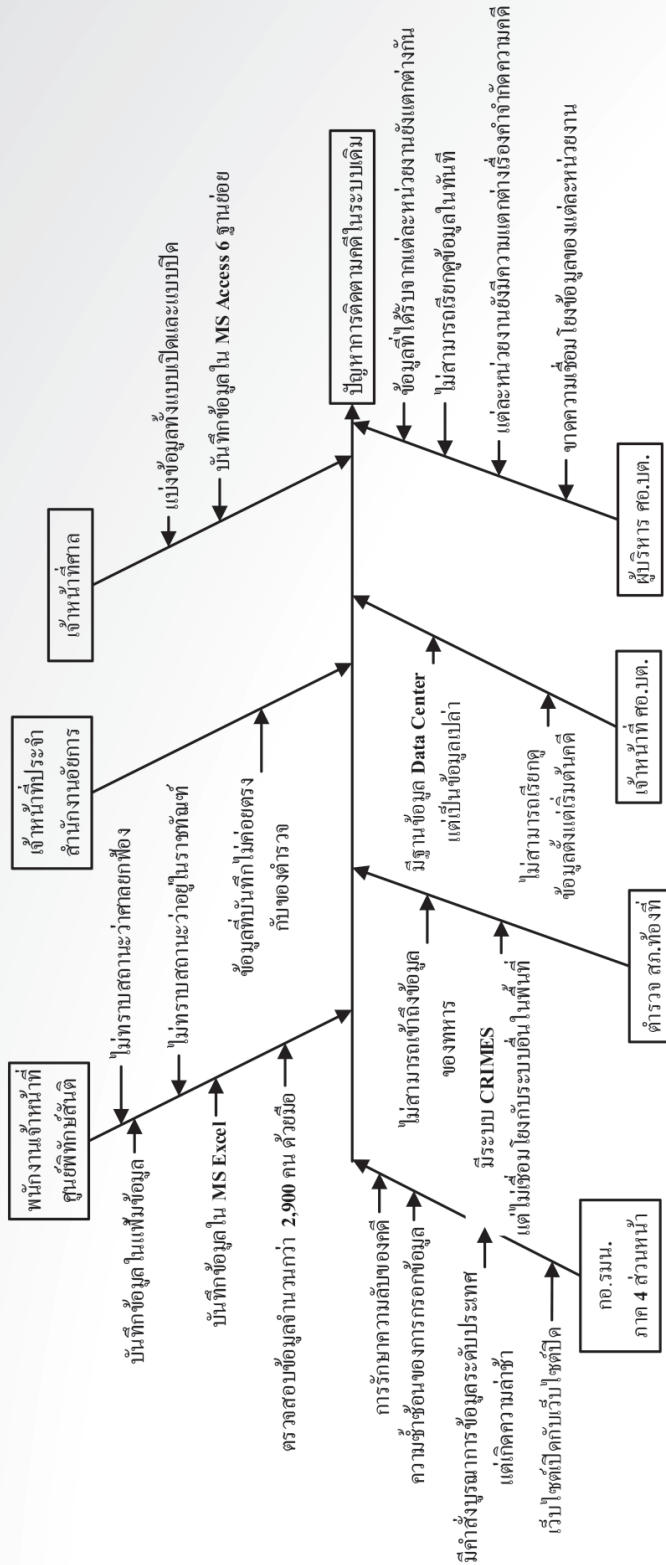 พนักงานเจ้าหน้าที่
ศูนย์พิทักษ์สันติ
บันทึกข้อมูลในแฟ้มข้อมูล
ไม่ทราบสถานะว่าศาลยกฟ้อง
บันทึกข้อมูลใน MS Excel
ไม่ทราบสถานะว่าอยู่ในราชทัณฑ์
ตรวจสอบข้อมูลจำนวนกว่า 2,900 คน ด้วยมือ
เจ้าหน้าที่ประจำ
สำนักงานอัยการ
ข้อมูลที่บันทึกไม่ค่อยตรง
กับของตำรวจ
เจ้าหน้าที่ศาล
แบ่งข้อมูลทั้งแบบเปิดและแบบปิด
บันทึกข้อมูลใน MS Access 6 ฐานย่อย
ปัญหาการติดตามคดีในระบบเดิม
การรักษาความลับของคดี
ความซ้ำซ้อนของการกรอกข้อมูล
มีคำสั่งบูรณาการข้อมูลระดับประเทศ
แต่เกิดความล่าช้า
เว็บไซต์เปิดกับเว็บไซต์ปิด
กอ.รมน.
ภาค 4 ส่วนหน้า
ไม่สามารถเข้าถึงข้อมูล
ของทหาร
มีระบบ CRIMES
แต่ไม่เชื่อมโยงกับระบบอื่นในพื้นที่
ตำรวจ สภ.ท้องที่
มีฐานข้อมูล Data Center
แต่เป็นข้อมูลเปล่า
ไม่สามารถเรียกดู
ข้อมูลตั้งแต่เริ่มต้นคดี
เจ้าหน้าที่ ศอ.บต.
ข้อมูลที่ได้รับจากแต่ละหน่วยงานยังแตกต่างกัน
ไม่สามารถเรียกดูข้อมูลในทันที
แต่ละหน่วยงานยังมีความแตกต่างเรื่องคำจำกัดความคดี
ขาดความเชื่อมโยงข้อมูลของแต่ละหน่วยงาน
ผู้บริหาร ศอ.บต.